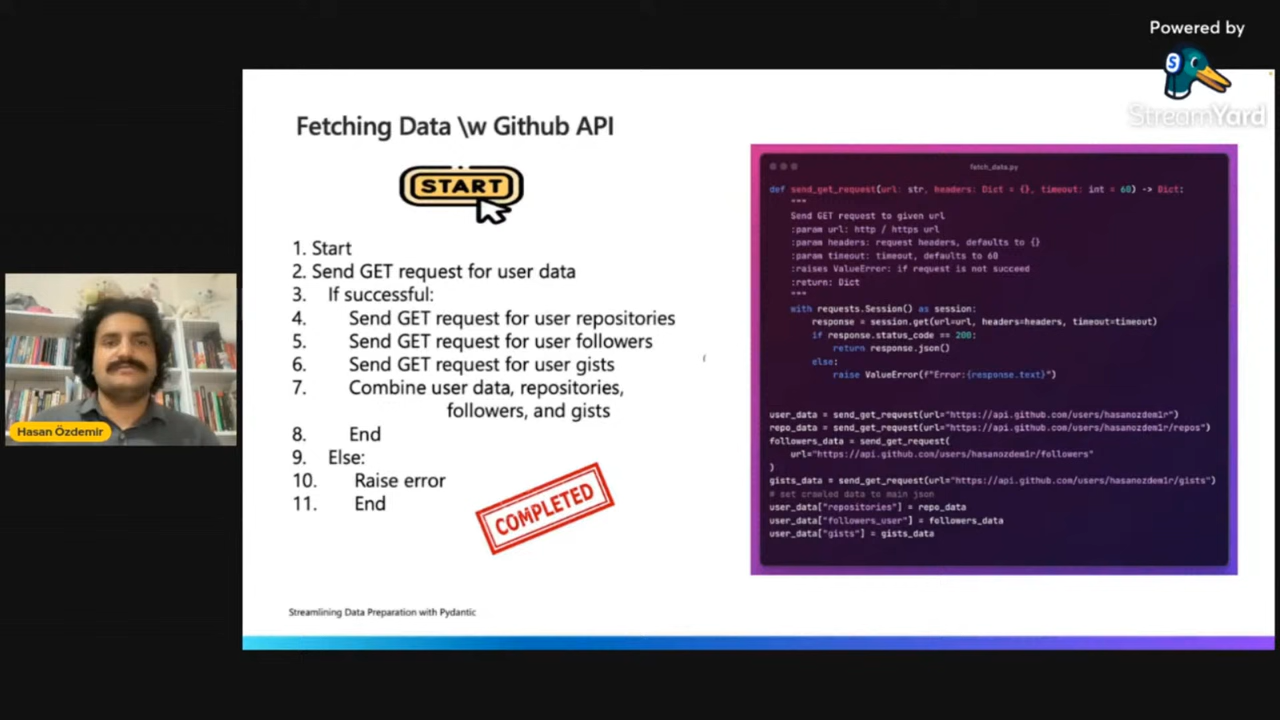 Powered by
StreamYard
Fetching Data \w Github API
START
1. Start
2. Send GET request for user data
3. If successful:
4. Send GET request for user repositories
5. Send GET request for user followers
6. Send GET request for user gists
7. Combine user data, repositories,
followers, and gists
8. End
9. Else:
10. Raise error
11. End
COMPLETED
Streamlining Data Preparation with Pydantic
Hasan Özdemir
fetch_data.py
def send_get_request(url: str, headers: Dict = {}, timeout: int = 60) -> Dict:
"""
Send GET request to given url
:param url: http / https url
:param headers: request headers, defaults to {}
:param timeout: timeout, defaults to 60
:raises ValueError: if request is not succeed
:return: Dict
"""
with requests.Session() as session:
response = session.get(url=url, headers=headers, timeout=timeout)
if response.status_code == 200:
return response.json()
else:
raise ValueError(f"Error:{response.text}")
user_data = send_get_request(url="https://api.github.com/users/hasanozdem1r")
repo_data = send_get_request(url="https://api.github.com/users/hasanozdem1r/repos")
followers_data = send_get_request(
url="https://api.github.com/users/hasanozdem1r/followers"
)
gists_data = send_get_request(url="https://api.github.com/users/hasanozdem1r/gists")
# set crawled data to main json
user_data["repositories"] = repo_data
user_data["followers_user"] = followers_data
user_data["gists"] = gists_data